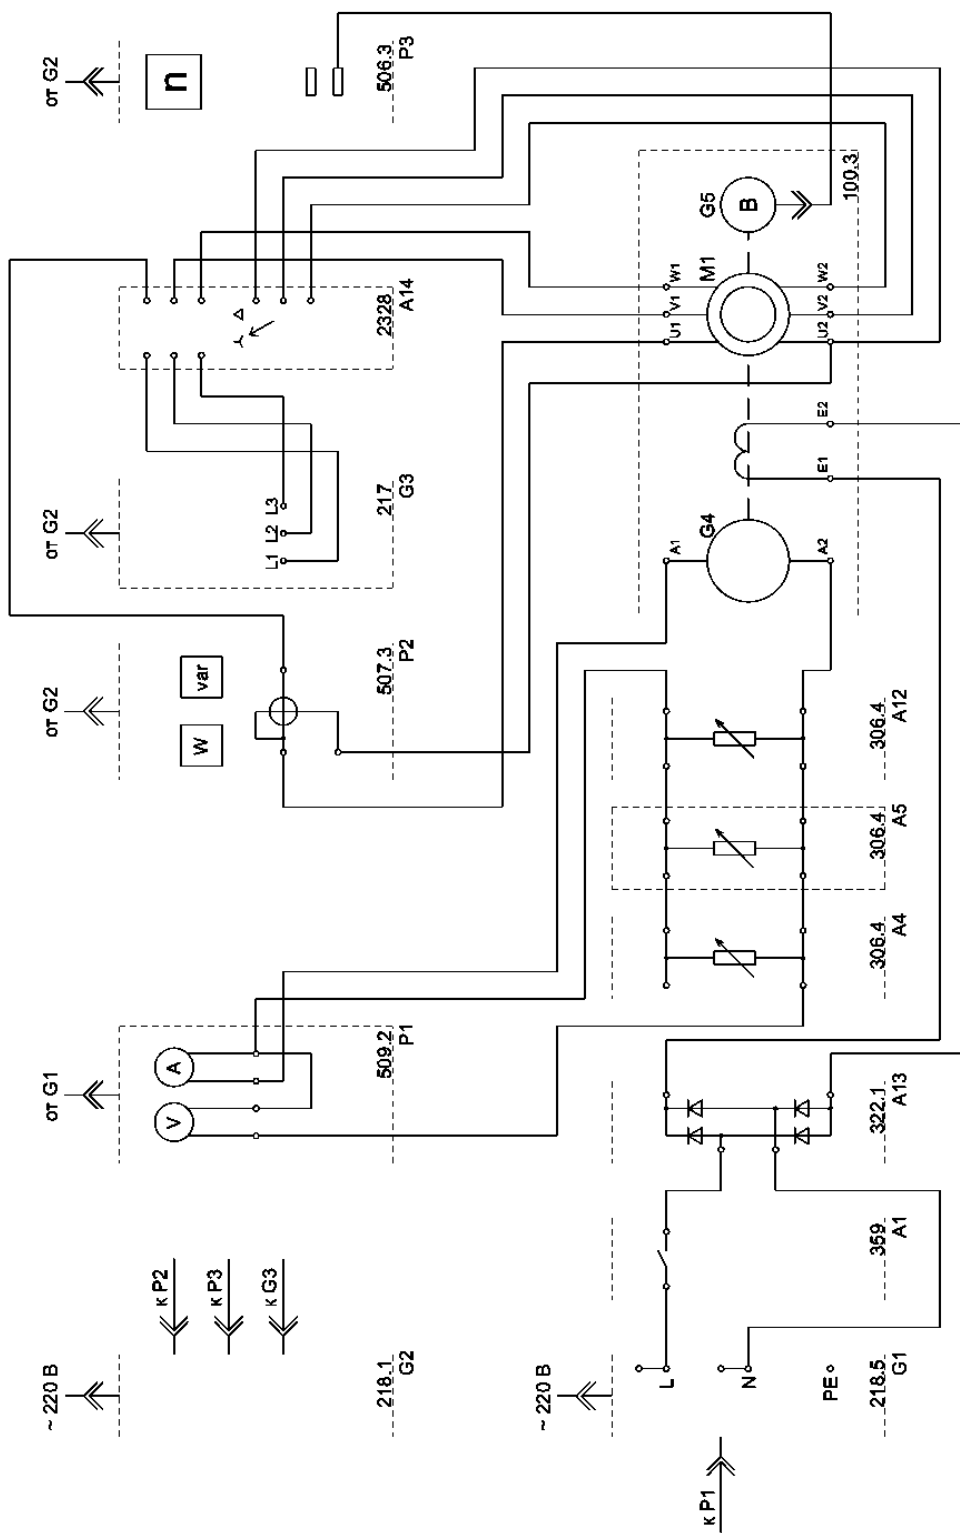 ~ 220 В
218.1
G2
к P2
к P3
к G3
от G1
V
A
509.2
P1
от G2
W
var
507.3
P2
от G2
L1
L2
L3
217
G3
2328
A14
от G2
n
506.3
P3
к P1
~ 220 В
L
N
PE
218.5
G1
359
A1
322.1
A13
306.4
A4
306.4
A5
306.4
A12
A1
G4
A2
E1
E2
U1
V1
W1
M1
U2
V2
W2
G5
B
100.3